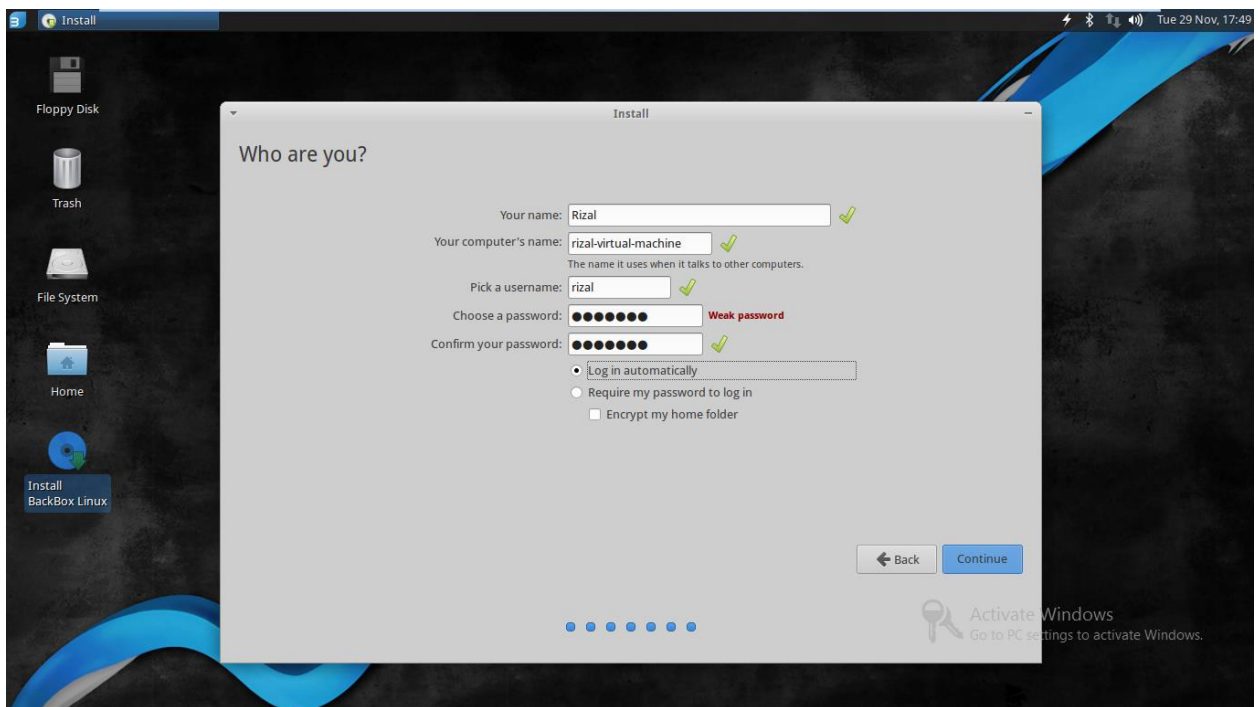 Install
Tue 29 Nov, 17:49
Floppy Disk
Trash
File System
Home
Install
BackBox Linux
Install
Who are you?
Your name: Rizal
Your computer's name: rizal-virtual-machine
The name it uses when it talks to other computers.
Pick a username: rizal
Choose a password: ●●●●●●● Weak password
Confirm your password: ●●●●●●●
Log in automatically
Require my password to log in
Encrypt my home folder
Back
Continue
Activate Windows
Go to PC settings to activate Windows.